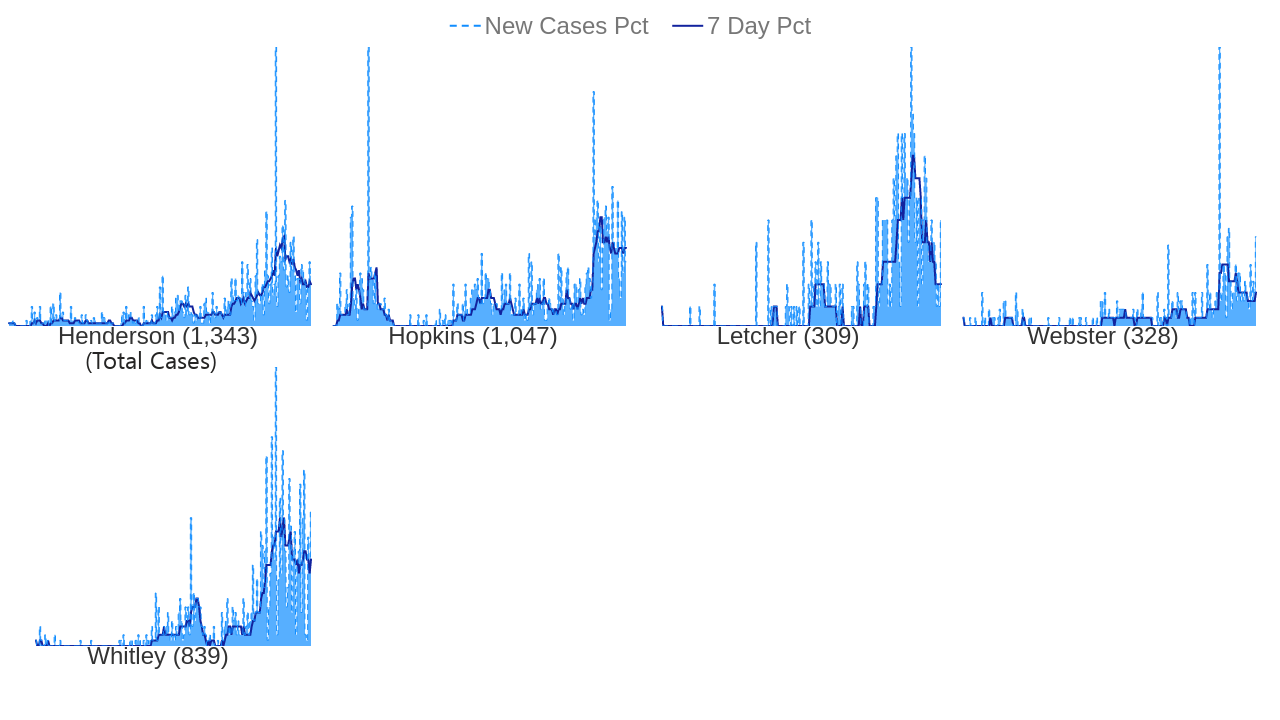 New Cases Pct 7 Day Pct
Henderson (1,343)
(Total Cases)
Hopkins (1,047)
Letcher (309)
Webster (328)
Whitley (839)